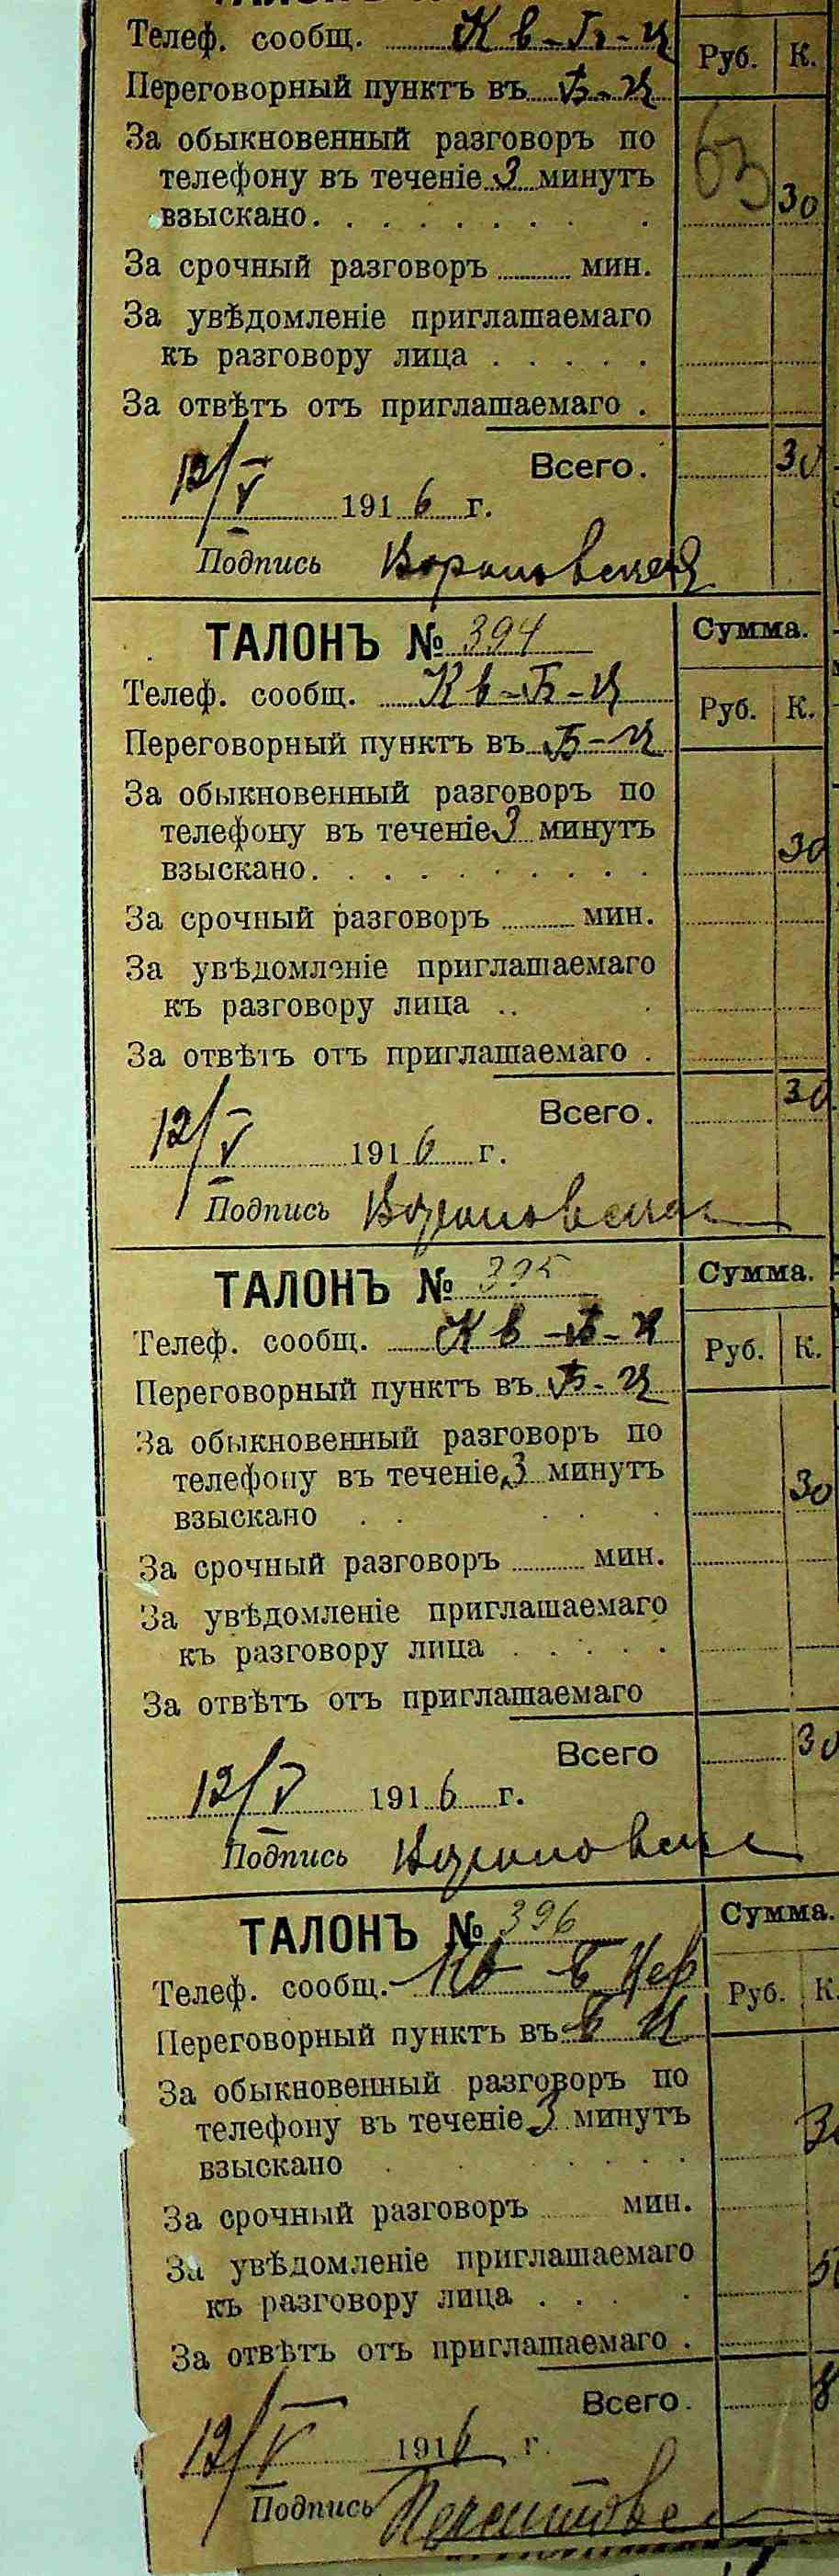 Телеф. сообщ. Кв-Б-Ц
Руб. К.
Переговорный пунктъ въ Б-Ц
За обыкновенный разговоръ по
телефону въ теченіе 3 минутъ
взыскано. . . . . . . . . 30
63
За срочный разговоръ ......... мин.
За увѣдомленіе приглашаемаго
къ разговору лица . . . . .
За отвѣтъ отъ приглашаемаго .
Всего. 30
12/V 1916 г.
Подпись
ТАЛОНЪ № 394
Сумма.
Телеф. сообщ. Кв-Б-Ц
Руб. К.
Переговорный пунктъ въ Б-Ц
За обыкновенный разговоръ по
телефону въ теченіе 3 минутъ
взыскано. . . . . . . . . . 30
За срочный разговоръ ......... мин.
За увѣдомленіе приглашаемаго
къ разговору лица .. .
За отвѣтъ отъ приглашаемаго .
Всего. 30
12/V 1916 г.
Подпись
ТАЛОНЪ № 395
Сумма.
Телеф. сообщ. Кв-Б-Ц
Руб. К.
Переговорный пунктъ въ Б-Ц
За обыкновенный разговоръ по
телефону въ теченіе 3 минутъ
взыскано . . . . . 30
За срочный разговоръ ......... мин.
За увѣдомленіе приглашаемаго
къ разговору лица . . . . .
За отвѣтъ отъ приглашаемаго
Всего 30
12/V 1916 г.
Подпись
ТАЛОНЪ № 396
Сумма.
Телеф. сообщ. Кв Б Цер
Руб. К.
Переговорный пунктъ въ Б Ц
За обыкновенный разговоръ по
телефону въ теченіе 3 минутъ
взыскано . . . . . .
За срочный разговоръ ...... мин.
За увѣдомленіе приглашаемаго
къ разговору лица . . . .
За отвѣтъ отъ приглашаемаго .
Всего. 8
12/V 1916 г.
Подпись